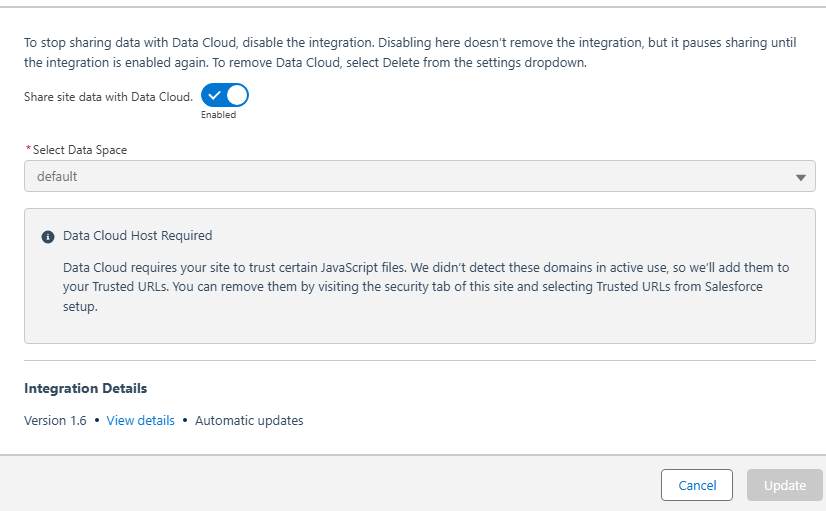 To stop sharing data with Data Cloud, disable the integration. Disabling here doesn't remove the integration, but it pauses sharing until
the integration is enabled again. To remove Data Cloud, select Delete from the settings dropdown.
Share site data with Data Cloud.
Enabled
*Select Data Space
default
Data Cloud Host Required
Data Cloud requires your site to trust certain JavaScript files. We didn't detect these domains in active use, so we'll add them to
your Trusted URLs. You can remove them by visiting the security tab of this site and selecting Trusted URLs from Salesforce
setup.
Integration Details
Version 1.6 • View details • Automatic updates
Cancel
Update